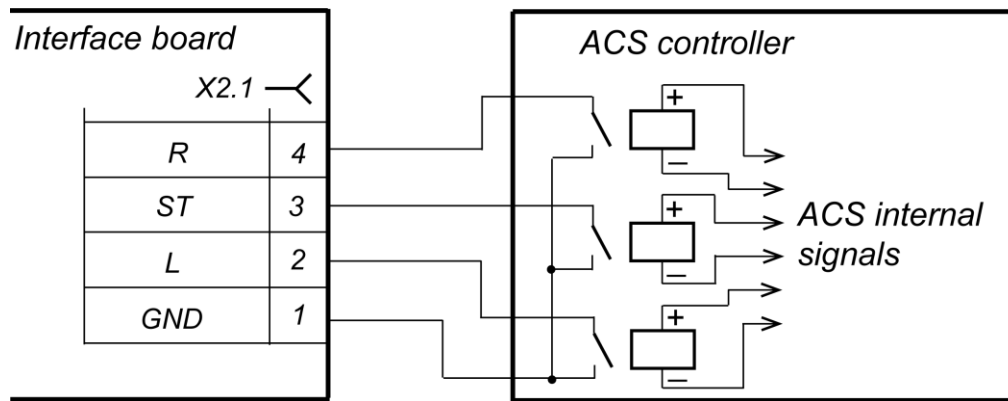 Interface board
ACS controller
X2.1
R 4
ST 3
L 2
GND 1
+
−
+
−
+
−
ACS internal
signals